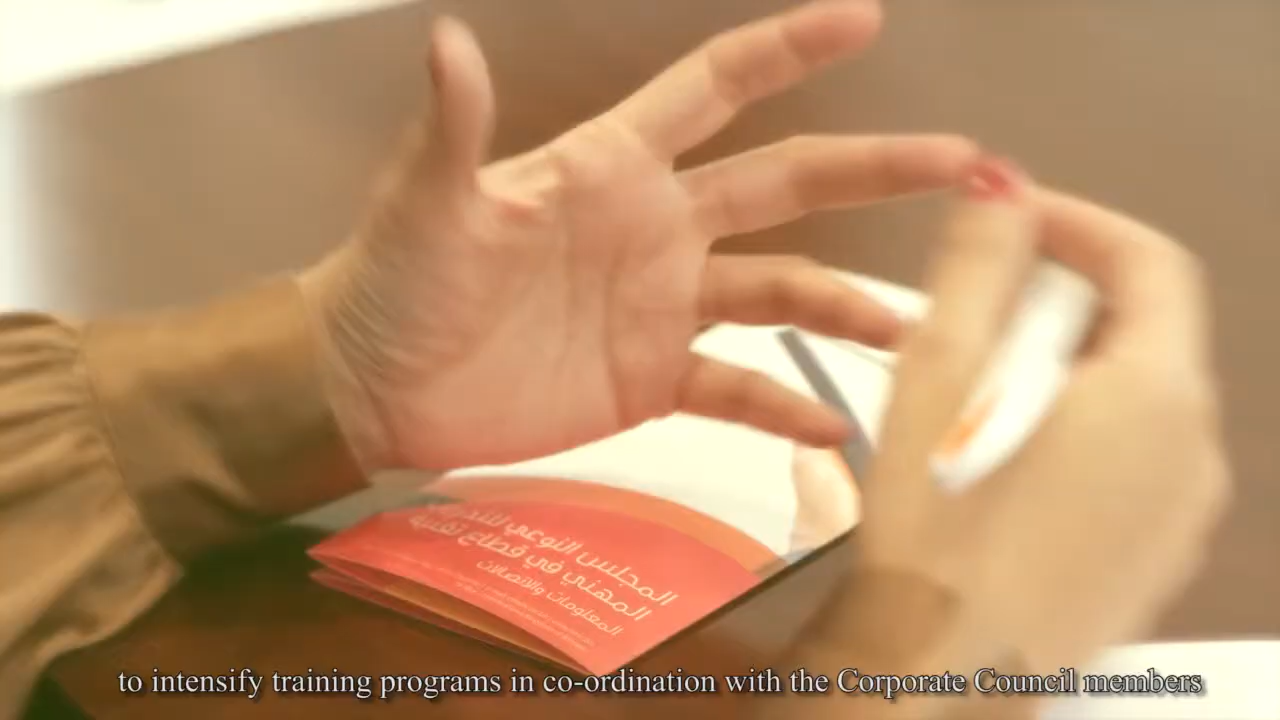 المجلس النوعي للتدريب
المهني في قطاع تقنية
المعلومات والاتصالات
to intensify training programs in co-ordination with the Corporate Council members